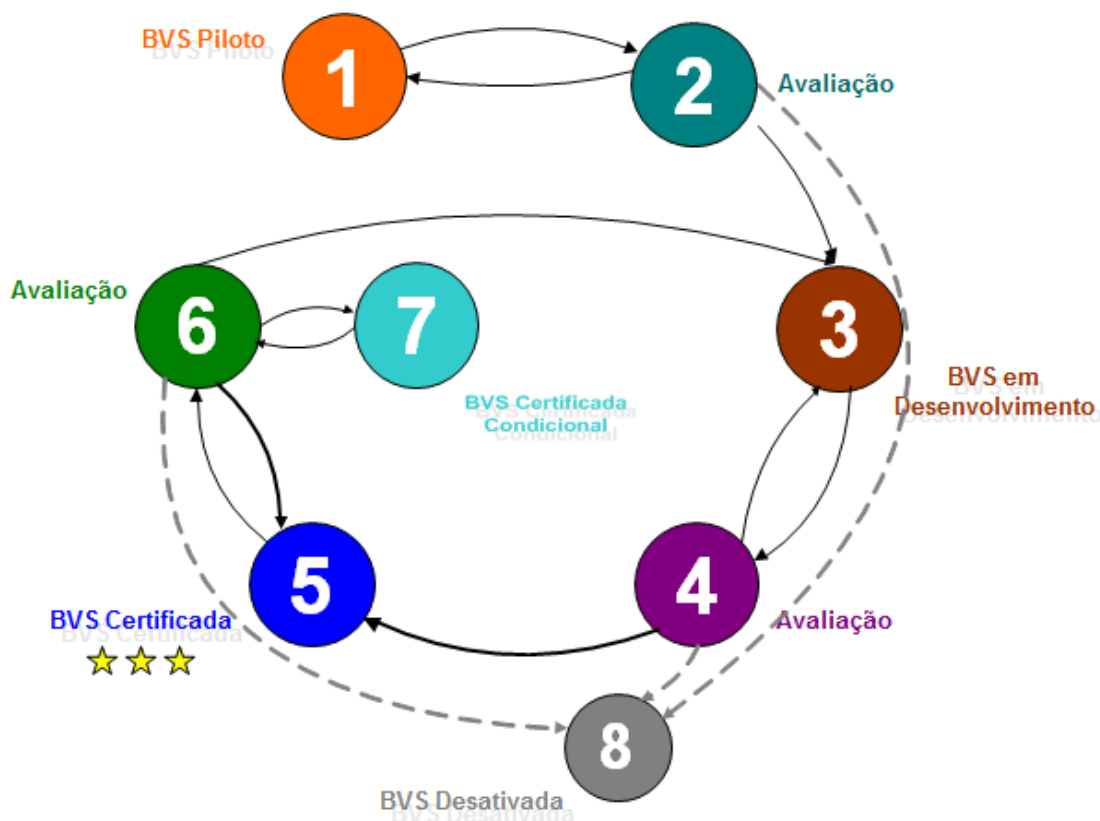 BVS Piloto
1
2
Avaliação
Avaliação
6
7
3
BVS Certificada
Condicional
BVS em
Desenvolvimento
5
4
BVS Certificada
Avaliação
8
BVS Desativada